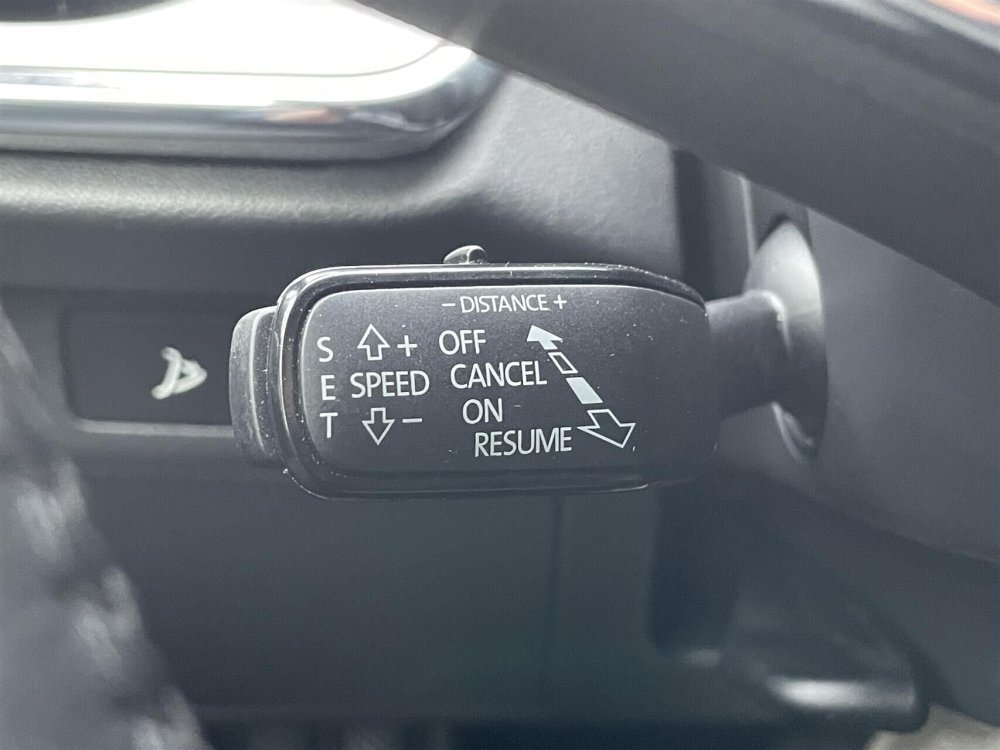 - DISTANCE +
S + OFF
E SPEED CANCEL
T - ON
RESUME